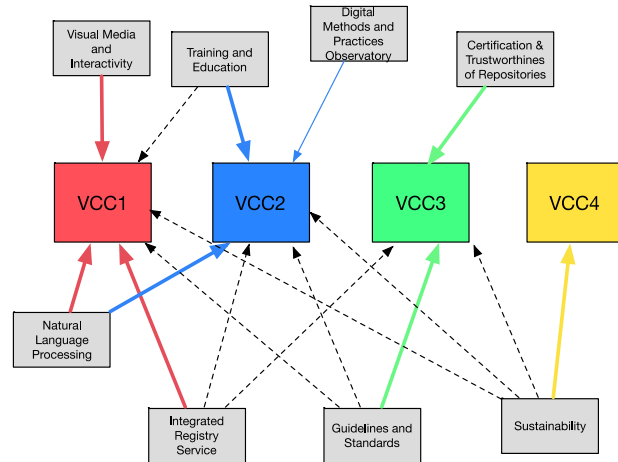 Visual Media
and
Interactivity
Training and
Education
Digital
Methods and
Practices
Observatory
Certification &
Trustworthines
of Repositories
VCC1
VCC2
VCC3
VCC4
Natural
Language
Processing
Integrated
Registry
Service
Guidelines and
Standards
Sustainability